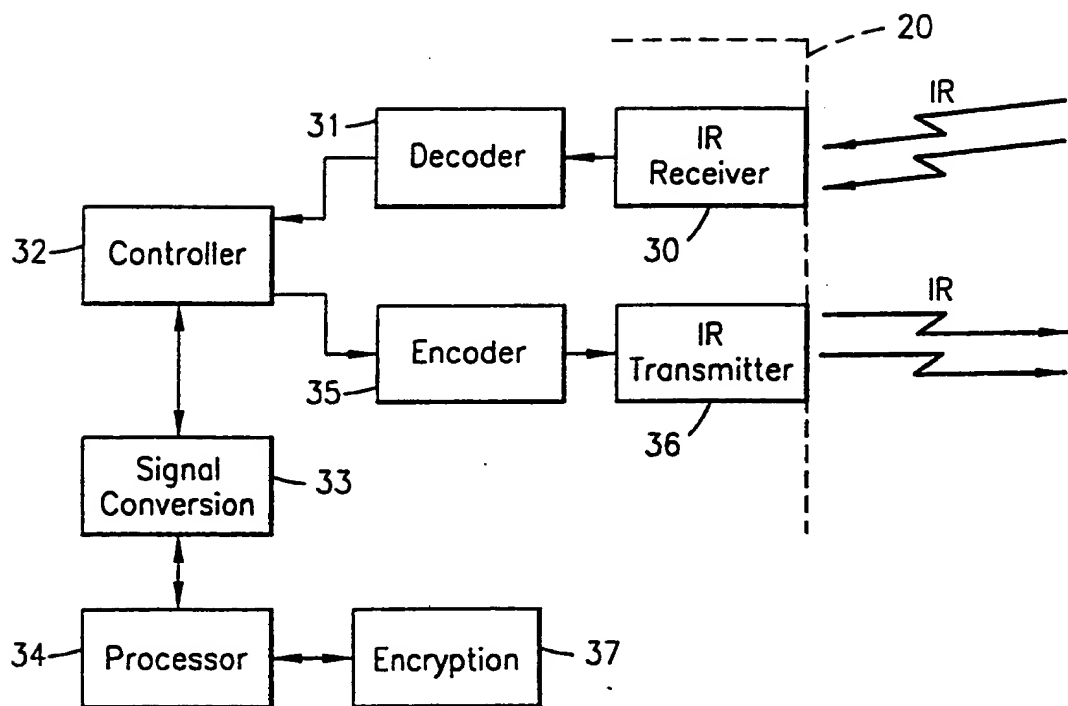 20
31
IR
Decoder
IR
Receiver
32
Controller
30
IR
Encoder
IR
Transmitter
35
36
Signal
Conversion
33
34
Processor
Encryption
37